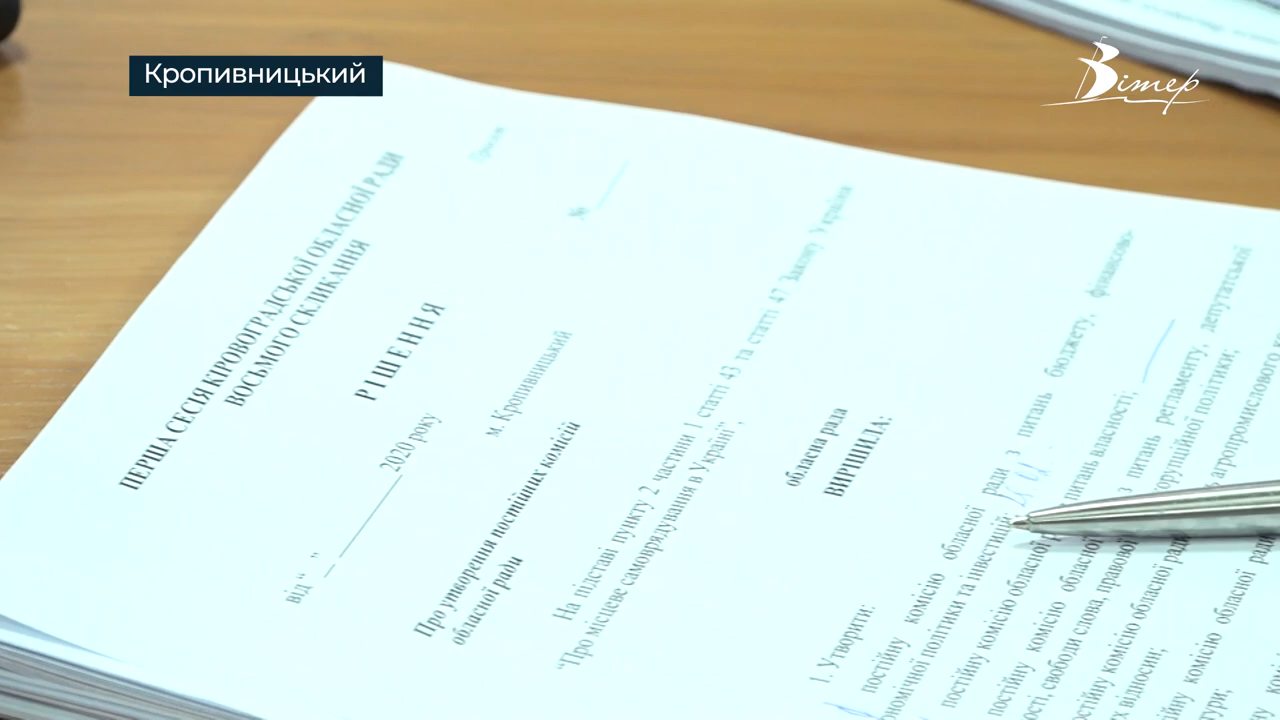 Кропивницький
Вітер
Проєкт
№
ПЕРША СЕСІЯ КІРОВОГРАДСЬКОЇ ОБЛАСНОЇ РАДИ
ВОСЬМОГО СКЛИКАННЯ
РІШЕННЯ
від “ ” 2020 року
м. Кропивницький
Про утворення постійних комісій
обласної ради
На підставі пункту 2 частини 1 статті 43 та статті 47 Закону України
“Про місцеве самоврядування в Україні”,
обласна рада
ВИРІШИЛА:
1. Утворити:
постійну комісію обласної ради з питань бюджету, фінансово-
економічної політики та інвестицій
постійну комісію обласної питань власності,
постійну комісію обласної з питань регламенту, депутатської
свободи слова, правової політики;
постійну комісію обласної ради агропромислового
відносин;
комісію обласної ради